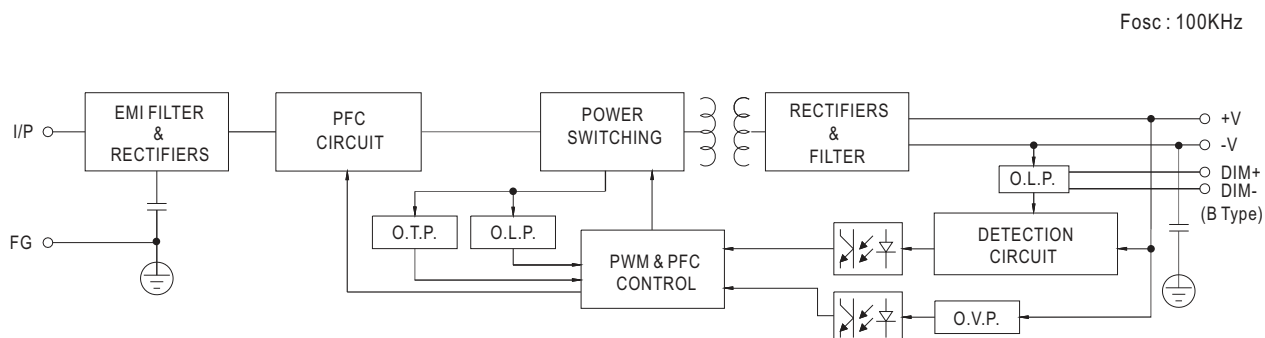 Fosc : 100KHz
I/P
EMI FILTER
&
RECTIFIERS
PFC
CIRCUIT
POWER
SWITCHING
RECTIFIERS
&
FILTER
+V
-V
DIM+
DIM-
(B Type)
O.L.P.
FG
O.T.P.
O.L.P.
PWM & PFC
CONTROL
DETECTION
CIRCUIT
O.V.P.